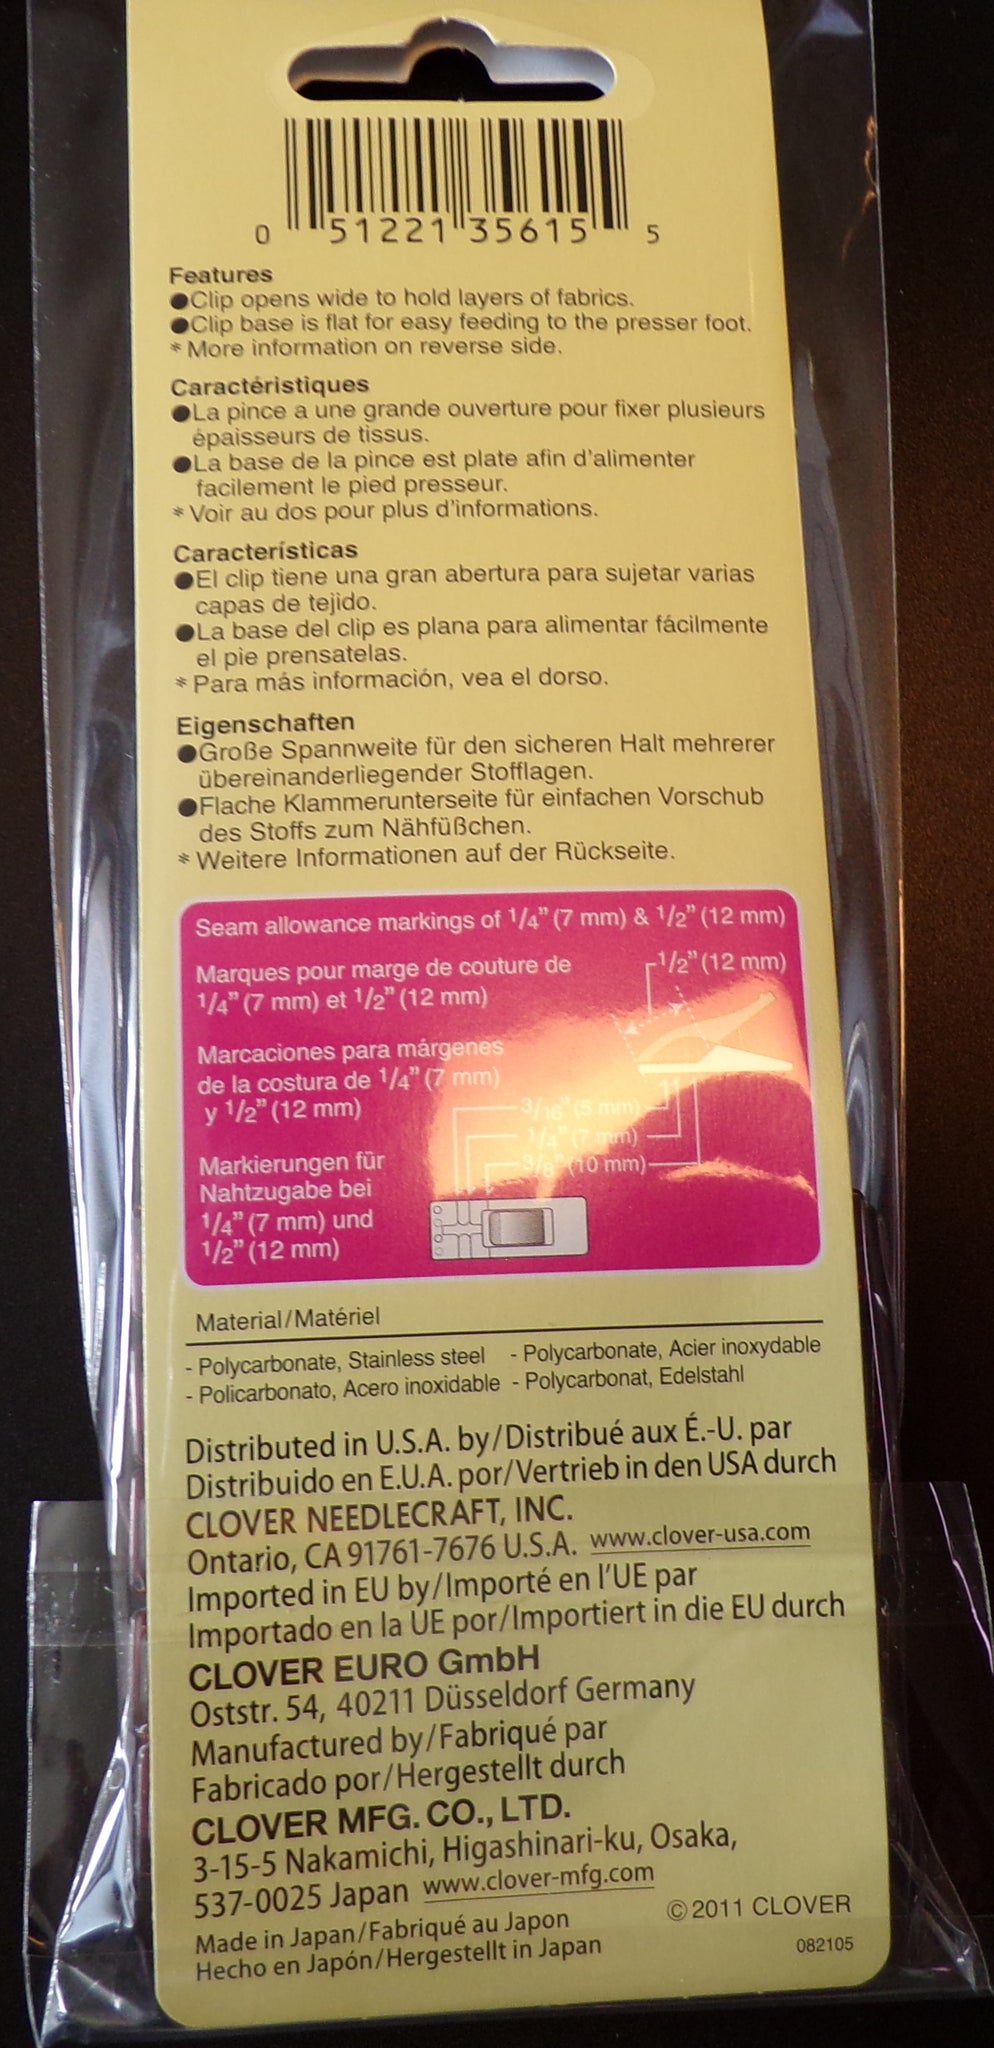 0 51221 35615 5
Features
●Clip opens wide to hold layers of fabrics.
●Clip base is flat for easy feeding to the presser foot.
* More information on reverse side.
Caractéristiques
●La pince a une grande ouverture pour fixer plusieurs
épaisseurs de tissus.
●La base de la pince est plate afin d'alimenter
facilement le pied presseur.
* Voir au dos pour plus d'informations.
Características
●El clip tiene una gran abertura para sujetar varias
capas de tejido.
●La base del clip es plana para alimentar fácilmente
el pie prensatelas.
* Para más información, vea el dorso.
Eigenschaften
●Große Spannweite für den sicheren Halt mehrerer
übereinanderliegender Stofflagen.
●Flache Klammerunterseite für einfachen Vorschub
des Stoffs zum Nähfüßchen.
* Weitere Informationen auf der Rückseite.
Seam allowance markings of 1/4” (7 mm) & 1/2” (12 mm)
Marques pour marge de couture de
1/4” (7 mm) et 1/2” (12 mm)
1/2” (12 mm)
Marcaciones para márgenes
de la costura de 1/4” (7 mm)
y 1/2” (12 mm)
3/16” (5 mm)
1/4” (7 mm)
3/8” (10 mm)
Markierungen für
Nahtzugabe bei
1/4” (7 mm) und
1/2” (12 mm)
Material/Matériel
- Polycarbonate, Stainless steel - Polycarbonate, Acier inoxydable
- Policarbonato, Acero inoxidable - Polycarbonat, Edelstahl
Distributed in U.S.A. by/Distribué aux É.-U. par
Distribuido en E.U.A. por/Vertrieb in den USA durch
CLOVER NEEDLECRAFT, INC.
Ontario, CA 91761-7676 U.S.A. www.clover-usa.com
Imported in EU by/Importé en l'UE par
Importado en la UE por/Importiert in die EU durch
CLOVER EURO GmbH
Oststr. 54, 40211 Düsseldorf Germany
Manufactured by/Fabriqué par
Fabricado por/Hergestellt durch
CLOVER MFG. CO., LTD.
3-15-5 Nakamichi, Higashinari-ku, Osaka,
537-0025 Japan www.clover-mfg.com
Made in Japan/Fabriqué au Japon
Hecho en Japón/Hergestellt in Japan
© 2011 CLOVER
082105